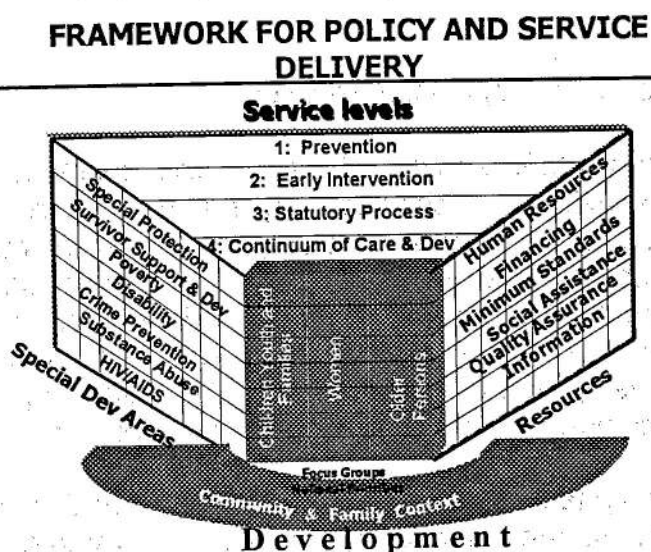 FRAMEWORK FOR POLICY AND SERVICE
DELIVERY
Service levels
1: Prevention
2: Early Intervention
3: Statutory Process
4: Continuum of Care & Dev
Special Protection
Survivor Support & Dev
Poverty
Disability
Crime Prevention
Substance Abuse
HIV/AIDS
Special Dev Areas
Children Youth and
Families
Women
Older
Persons
Human Resources
Financing
Minimum Standards
Social Assistance
Quality Assurance
Information
Resources
Focus Groups
Community & Family Context
Development